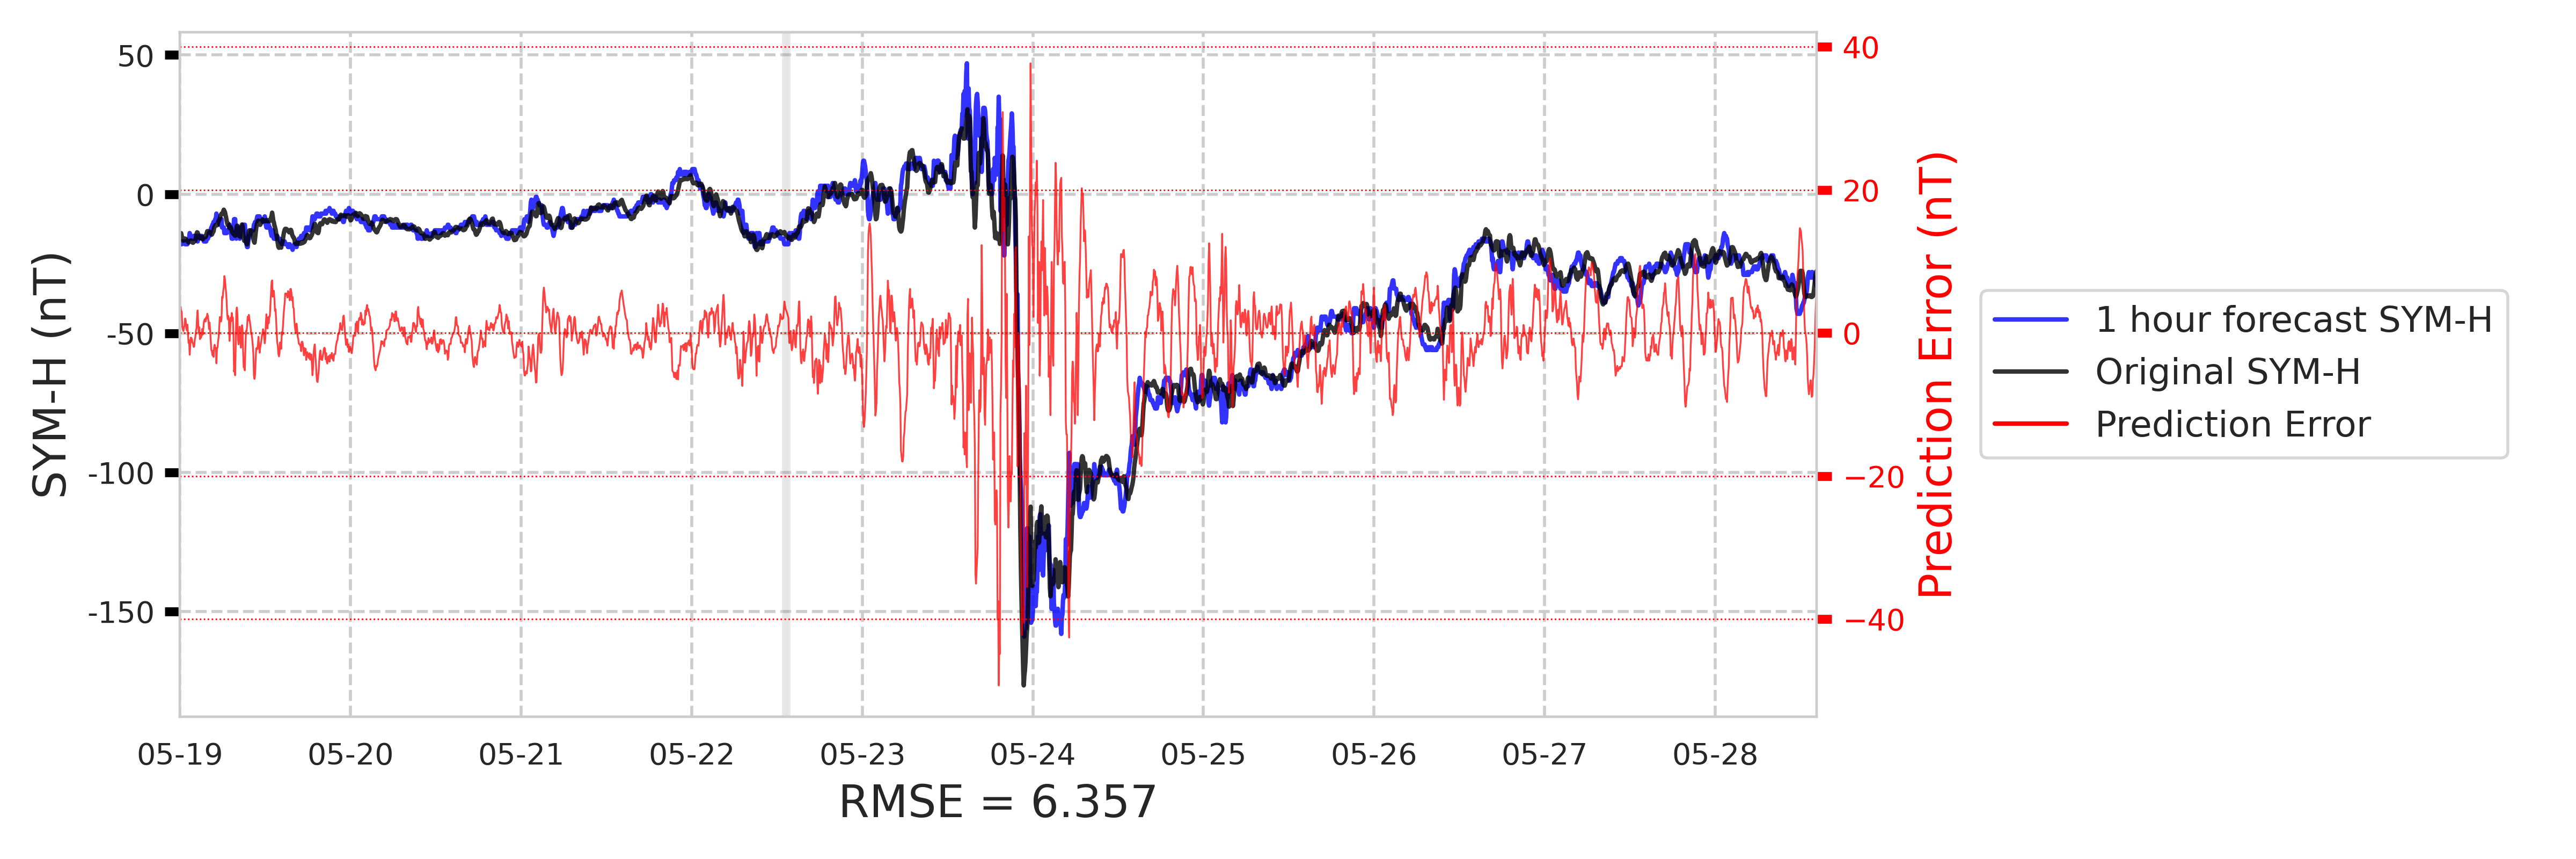 SYM-H (nT)
50
0
-50
-100
-150
40
20
0
−20
−40
Prediction Error (nT)
1 hour forecast SYM-H
Original SYM-H
Prediction Error
05-19 05-20 05-21 05-22 05-23 05-24 05-25 05-26 05-27 05-28
RMSE = 6.357